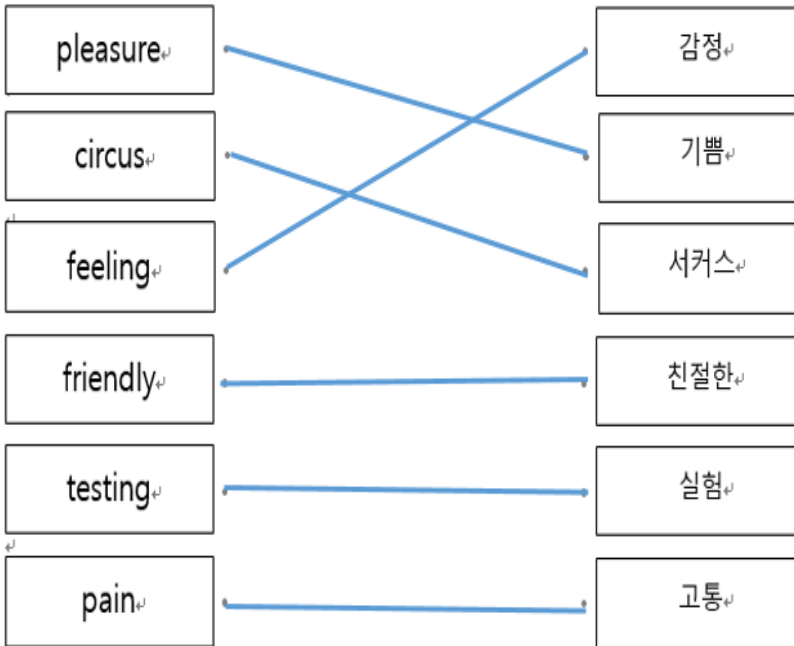 pleasure 감정
circus 기쁨
feeling 서커스
friendly 친절한
testing 실험
pain 고통